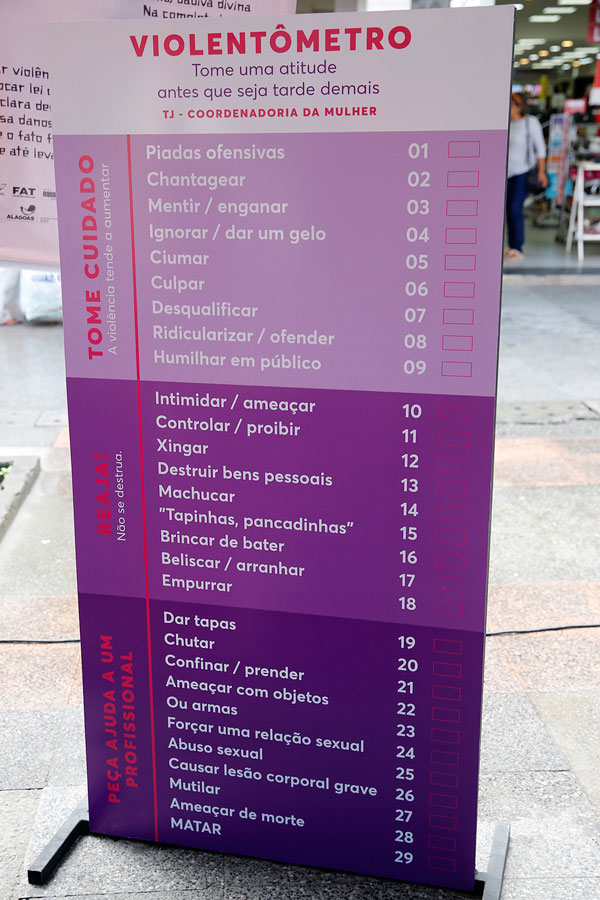 dádiva divina
VIOLENTÔMETRO
Tome uma atitude
antes que seja tarde demais
TJ - COORDENADORIA DA MULHER
TOME CUIDADO
A violência tende a aumentar
Piadas ofensivas 01
Chantagear 02
Mentir / enganar 03
Ignorar / dar um gelo 04
Ciumar 05
Culpar 06
Desqualificar 07
Ridicularizar / ofender 08
Humilhar em público 09
REAJA!
Não se destrua.
Intimidar / ameaçar 10
Controlar / proibir 11
Xingar 12
Destruir bens pessoais 13
Machucar 14
"Tapinhas, pancadinhas" 15
Brincar de bater 16
Beliscar / arranhar 17
Empurrar 18
PEÇA AJUDA A UM
PROFISSIONAL
Dar tapas 19
Chutar 20
Confinar / prender 21
Ameaçar com objetos 22
Ou armas 23
Forçar uma relação sexual 24
Abuso sexual 25
Causar lesão corporal grave 26
Mutilar 27
Ameaçar de morte 28
MATAR 29
FAT
ALAGOAS